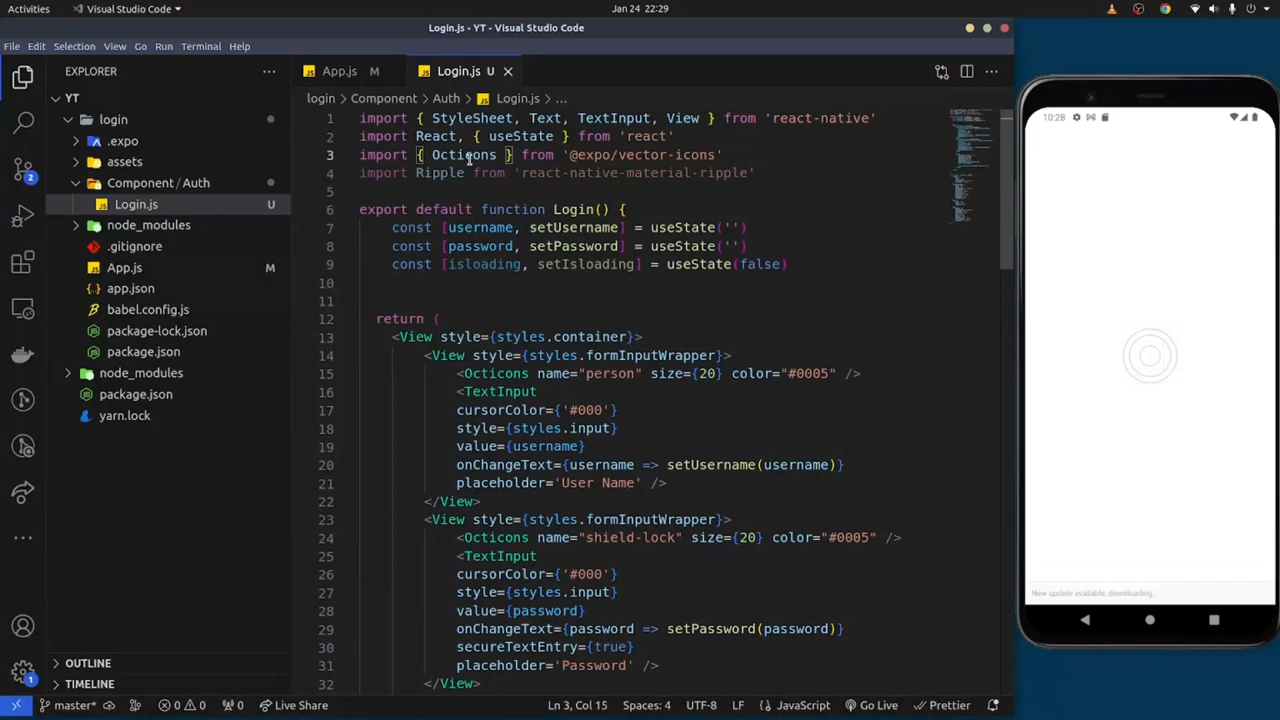 Activities
Visual Studio Code
Jan 24 22:29
Login.js - YT - Visual Studio Code
File Edit Selection View Go Run Terminal Help
EXPLORER
YT
login
.expo
assets
Component / Auth
Login.js U
node_modules
.gitignore
App.js M
app.json
babel.config.js
package-lock.json
package.json
node_modules
package.json
yarn.lock
OUTLINE
TIMELINE
2
1
App.js M
Login.js U
login > Component > Auth > Login.js > ...
1 import { StyleSheet, Text, TextInput, View } from 'react-native'
2 import React, { useState } from 'react'
3 import { Octicons } from '@expo/vector-icons'
4 import Ripple from 'react-native-material-ripple'
5
6 export default function Login() {
7 const [username, setUsername] = useState('')
8 const [password, setPassword] = useState('')
9 const [isloading, setIsloading] = useState(false)
10
11
12 return (
13 <View style={styles.container}>
14 <View style={styles.formInputWrapper}>
15 <Octicons name="person" size={20} color="#0005" />
16 <TextInput
17 cursorColor={'#000'}
18 style={styles.input}
19 value={username}
20 onChangeText={username => setUsername(username)}
21 placeholder='User Name' />
22 </View>
23 <View style={styles.formInputWrapper}>
24 <Octicons name="shield-lock" size={20} color="#0005" />
25 <TextInput
26 cursorColor={'#000'}
27 style={styles.input}
28 value={password}
29 onChangeText={password => setPassword(password)}
30 secureTextEntry={true}
31 placeholder='Password' />
32 </View>
master* 0 0 0 Live Share Ln 3, Col 15 Spaces: 4 UTF-8 LF JavaScript Go Live Prettier
10:28
New update available, downloading...